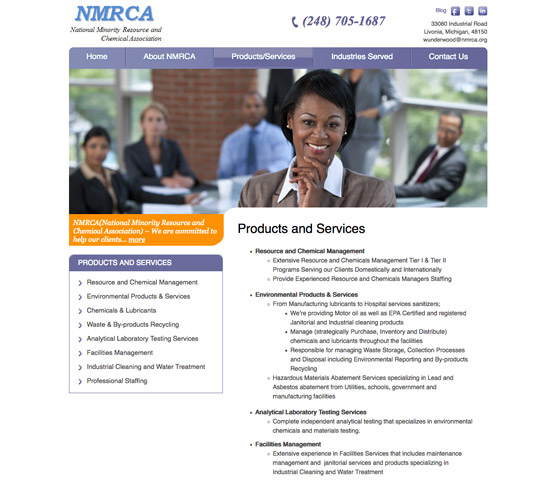 NMRCA
National Minority Resource and
Chemical Association
(248) 705-1687
Blog
33080 Industrial Road
Livonia, Michigan, 48150
wunderwood@nmrca.org
Home
About NMRCA
Products/Services
Industries Served
Contact Us
NMRCA(National Minority Resource and
Chemical Association) – We are committed to
help our clients... more
PRODUCTS AND SERVICES
Resource and Chemical Management
Environmental Products & Services
Chemicals & Lubricants
Waste & By-products Recycling
Analytical Laboratory Testing Services
Facilities Management
Industrial Cleaning and Water Treatment
Professional Staffing
Products and Services
Resource and Chemical Management
Extensive Resource and Chemicals Management Tier I & Tier II
Programs Serving our Clients Domestically and Internationally
Provide Experienced Resource and Chemicals Managers Staffing
Environmental Products & Services
From Manufacturing lubricants to Hospital services sanitizers;
We're providing Motor oil as well as EPA Certified and registered
Janitorial and Industrial cleaning products
Manage (strategically Purchase, Inventory and Distribute)
chemicals and lubricants throughout the facilities
Responsible for managing Waste Storage, Collection Processes
and Disposal including Environmental Reporting and By-products
Recycling
Hazardous Materials Abatement Services specializing in Lead and
Asbestos abatement from Utilities, schools, government and
manufacturing facilities
Analytical Laboratory Testing Services
Complete independent analytical testing that specializes in environmental
chemicals and materials testing.
Facilities Management
Extensive experience in Facilities Services that includes maintenance
management and janitorial services and products specializing in
Industrial Cleaning and Water Treatment